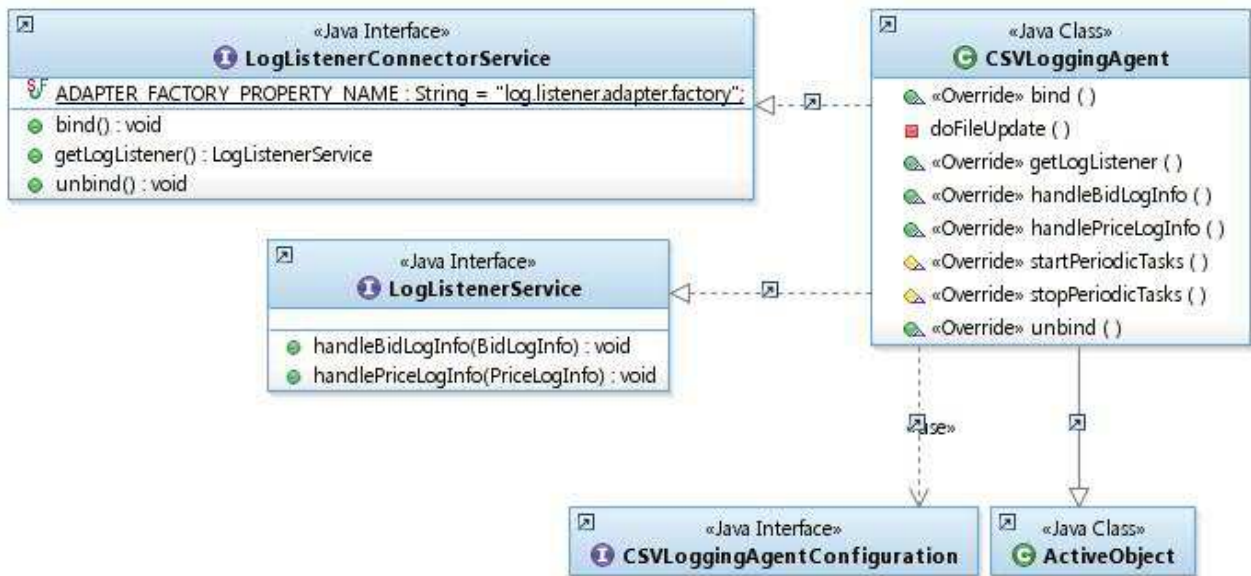 «Java Interface»
LogListenerConnectorService
ADAPTER_FACTORY_PROPERTY_NAME : String = "log.listener.adapter.factory";
bind() : void
getLogListener() : LogListenerService
unbind() : void
«Java Class»
CSVLoggingAgent
«Override» bind ( )
doFileUpdate ( )
«Override» getLogListener ( )
«Override» handleBidLogInfo ( )
«Override» handlePriceLogInfo ( )
«Override» startPeriodicTasks ( )
«Override» stopPeriodicTasks ( )
«Override» unbind ( )
«Java Interface»
LogListenerService
handleBidLogInfo(BidLogInfo) : void
handlePriceLogInfo(PriceLogInfo) : void
«use»
«Java Interface»
CSVLoggingAgentConfiguration
«Java Class»
ActiveObject